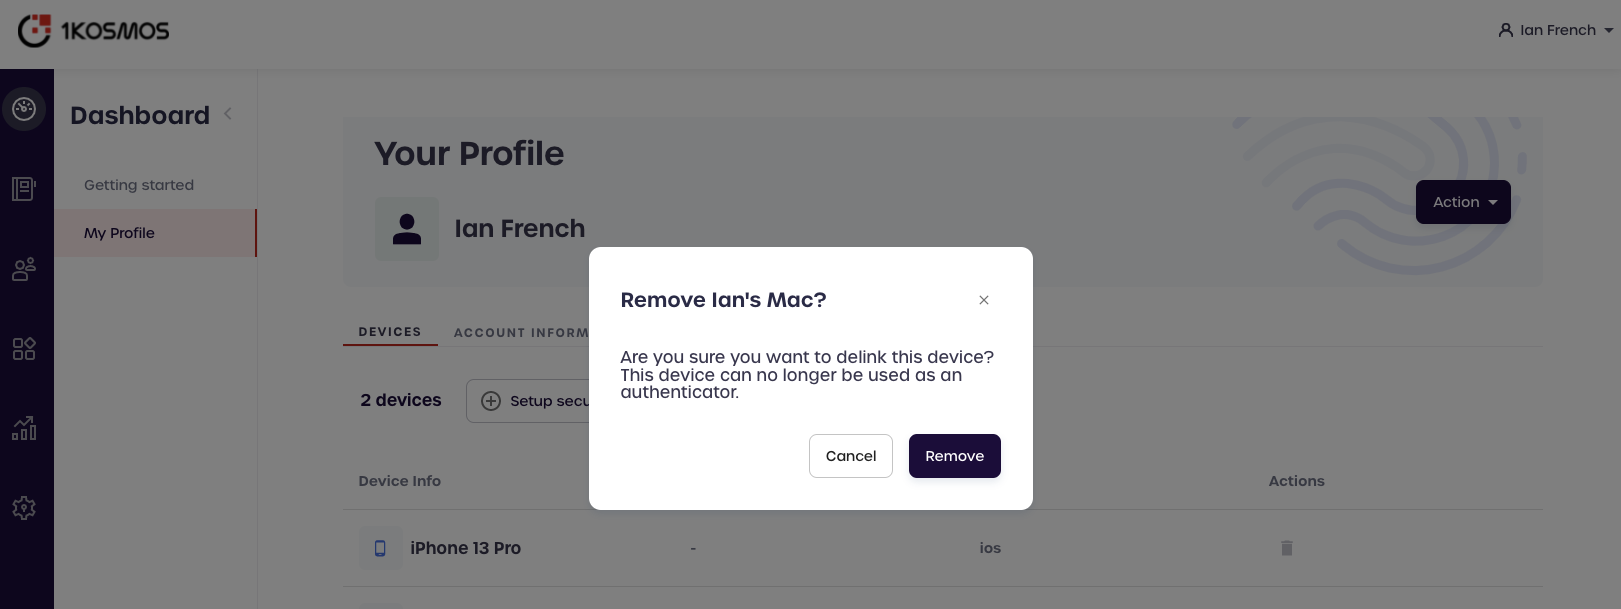 1KOSMOS
Ian French
Dashboard
Getting started
My Profile
Your Profile
Ian French
Action
DEVICES
ACCOUNT INFORM
2 devices
Setup secu
Remove Ian's Mac?
Are you sure you want to delink this device?
This device can no longer be used as an
authenticator.
Cancel
Remove
Device Info
Actions
iPhone 13 Pro
-
ios